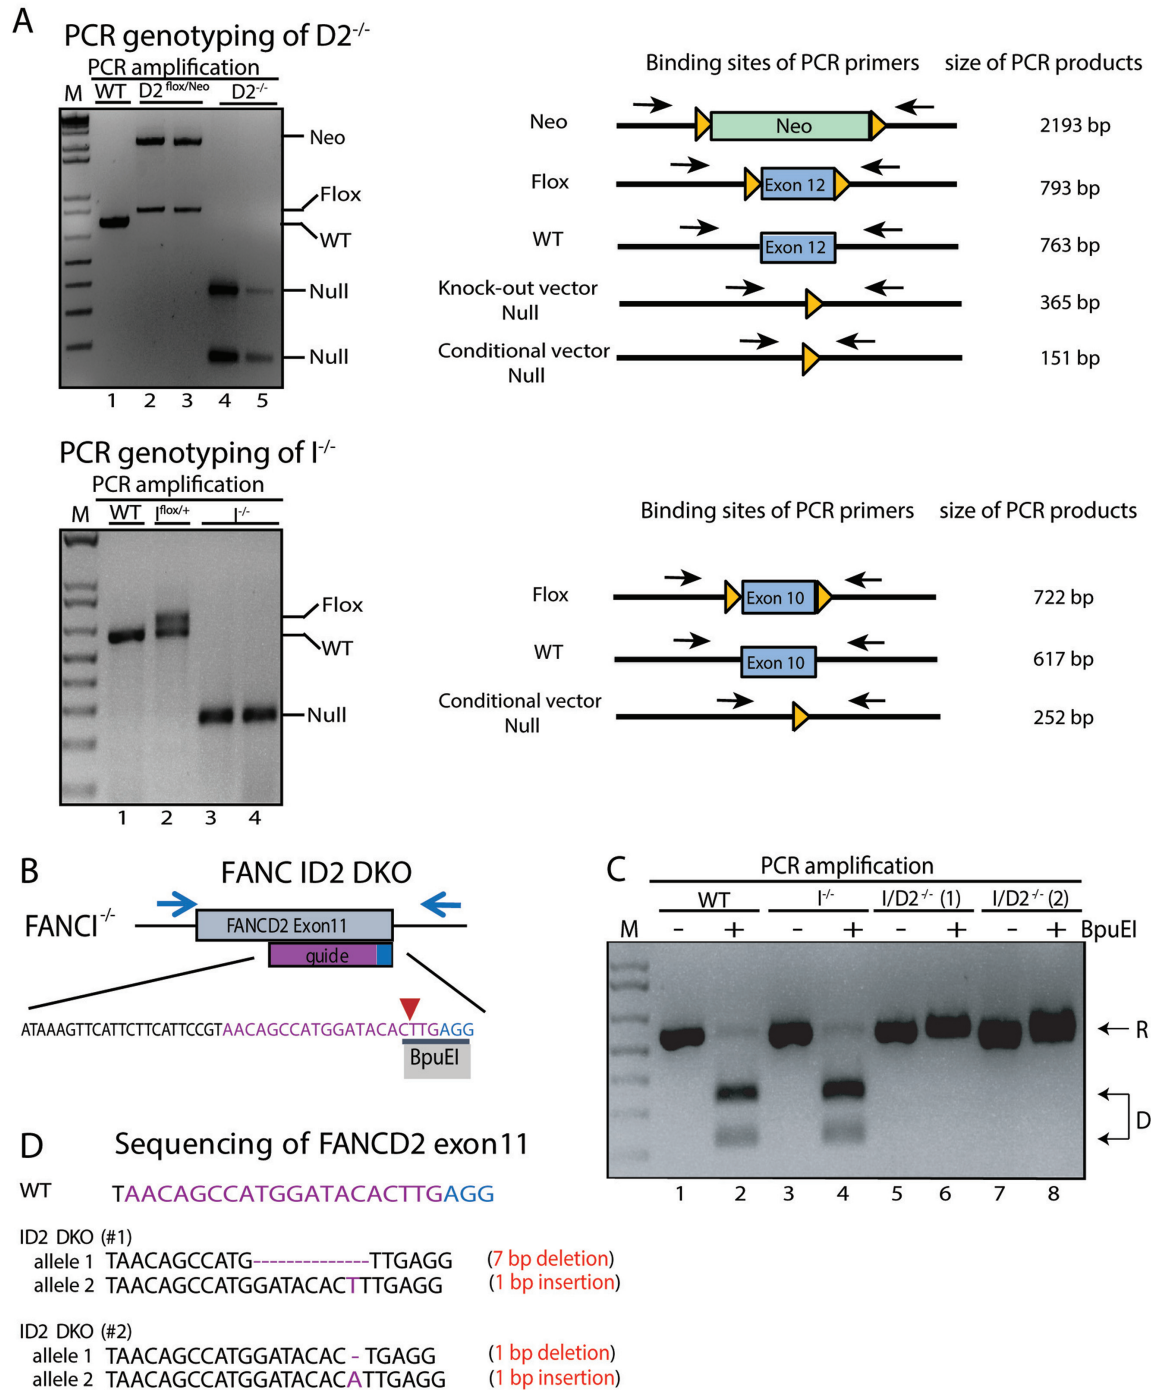 A
PCR genotyping of D2-/-
PCR amplification
M WT D2 flox/Neo D2-/-
Neo
Flox
WT
Null
Null
1 2 3 4 5
Binding sites of PCR primers size of PCR products
Neo Neo 2193 bp
Flox Exon 12 793 bp
WT Exon 12 763 bp
Knock-out vector
Null 365 bp
Conditional vector
Null 151 bp
PCR genotyping of I-/-
PCR amplification
M WT Iflox/+ I-/-
Flox
WT
Null
1 2 3 4
Binding sites of PCR primers size of PCR products
Flox Exon 10 722 bp
WT Exon 10 617 bp
Conditional vector
Null 252 bp
B
FANC ID2 DKO
FANCI-/-
FANCD2 Exon11
guide
ATAAAGTTCATTCTTCATTCCGTAACAGCCATGGATACACTTGAGG
BpuEI
C
PCR amplification
WT I-/- I/D2-/- (1) I/D2-/- (2)
M - + - + - + - + BpuEI
R
D
1 2 3 4 5 6 7 8
D
Sequencing of FANCD2 exon11
WT TAACAGCCATGGATACACTTGAGG
ID2 DKO (#1)
allele 1 TAACAGCCATG--------------TTGAGG (7 bp deletion)
allele 2 TAACAGCCATGGATACACTTTGAGG (1 bp insertion)
ID2 DKO (#2)
allele 1 TAACAGCCATGGATACAC - TGAGG (1 bp deletion)
allele 2 TAACAGCCATGGATACACATTGAGG (1 bp insertion)